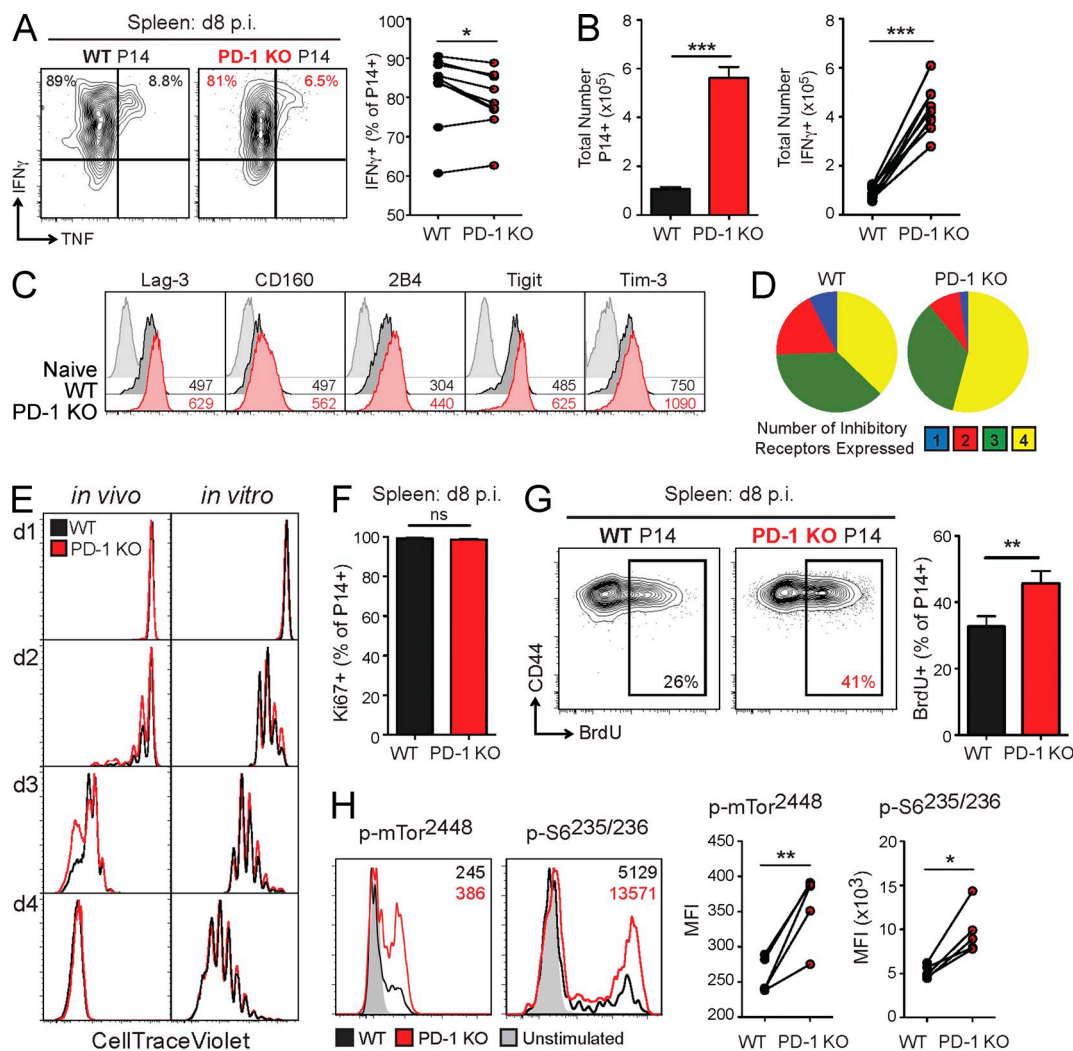 A
Spleen: d8 p.i.
WT P14
PD-1 KO P14
89%
8.8%
81%
6.5%
IFNγ
TNF
*
IFNγ+ (% of P14+)
100
90
80
70
60
50
WT PD-1 KO
B
***
Total Number
P14+ (x10⁵)
8
6
4
2
0
WT PD-1 KO
***
Total Number
IFNγ+ (x10⁵)
8
6
4
2
0
WT PD-1 KO
C
Lag-3
CD160
2B4
Tigit
Tim-3
Naive
WT
PD-1 KO
497
497
304
485
750
629
562
440
625
1090
D
WT
PD-1 KO
Number of Inhibitory
Receptors Expressed
1
2
3
4
E
in vivo
in vitro
WT
PD-1 KO
d1
d2
d3
d4
CellTraceViolet
F
Spleen: d8 p.i.
ns
Ki67+ (% of P14+)
100
80
60
40
20
0
WT PD-1 KO
G
Spleen: d8 p.i.
WT P14
PD-1 KO P14
26%
41%
CD44
BrdU
**
BrdU+ (% of P14+)
60
40
20
0
WT PD-1 KO
H
p-mTor²⁴⁴⁸
p-S6²³⁵/²³⁶
245
386
5129
13571
WT
PD-1 KO
Unstimulated
p-mTor²⁴⁴⁸
**
MFI
450
400
350
300
250
200
WT PD-1 KO
p-S6²³⁵/²³⁶
*
MFI (x10³)
20
15
10
5
0
WT PD-1 KO